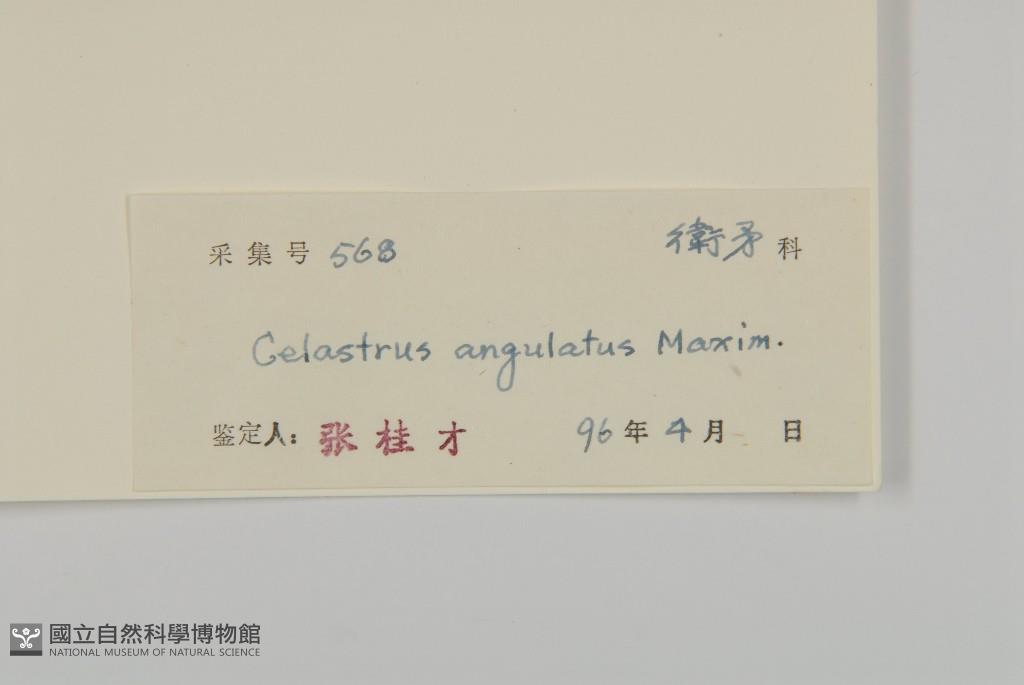 采集号 568 衛矛 科
Celastrus angulatus Maxim.
鉴定人: 张桂才 96年4月 日
國立自然科學博物館
NATIONAL MUSEUM OF NATURAL SCIENCE